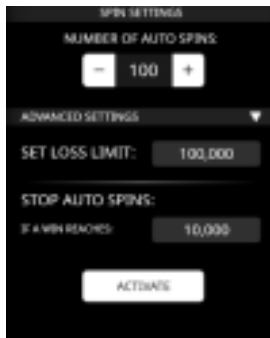 SPIN SETTINGS
NUMBER OF AUTO SPINS:
- 100 +
ADVANCED SETTINGS
SET LOSS LIMIT: 100,000
STOP AUTO SPINS:
IF A WIN REACHES: 10,000
ACTIVATE